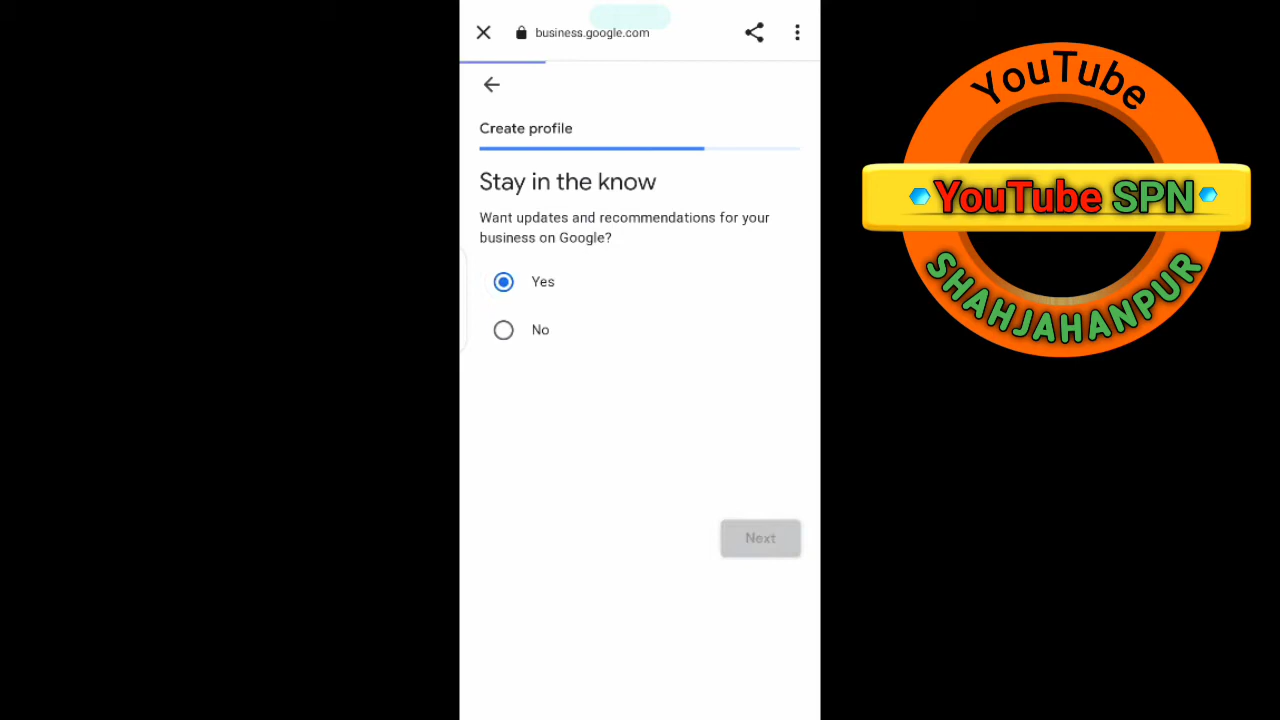 business.google.com
Create profile
Stay in the know
Want updates and recommendations for your
business on Google?
Yes
No
Next
YouTube
YouTube SPN
SHAHJAHANPUR